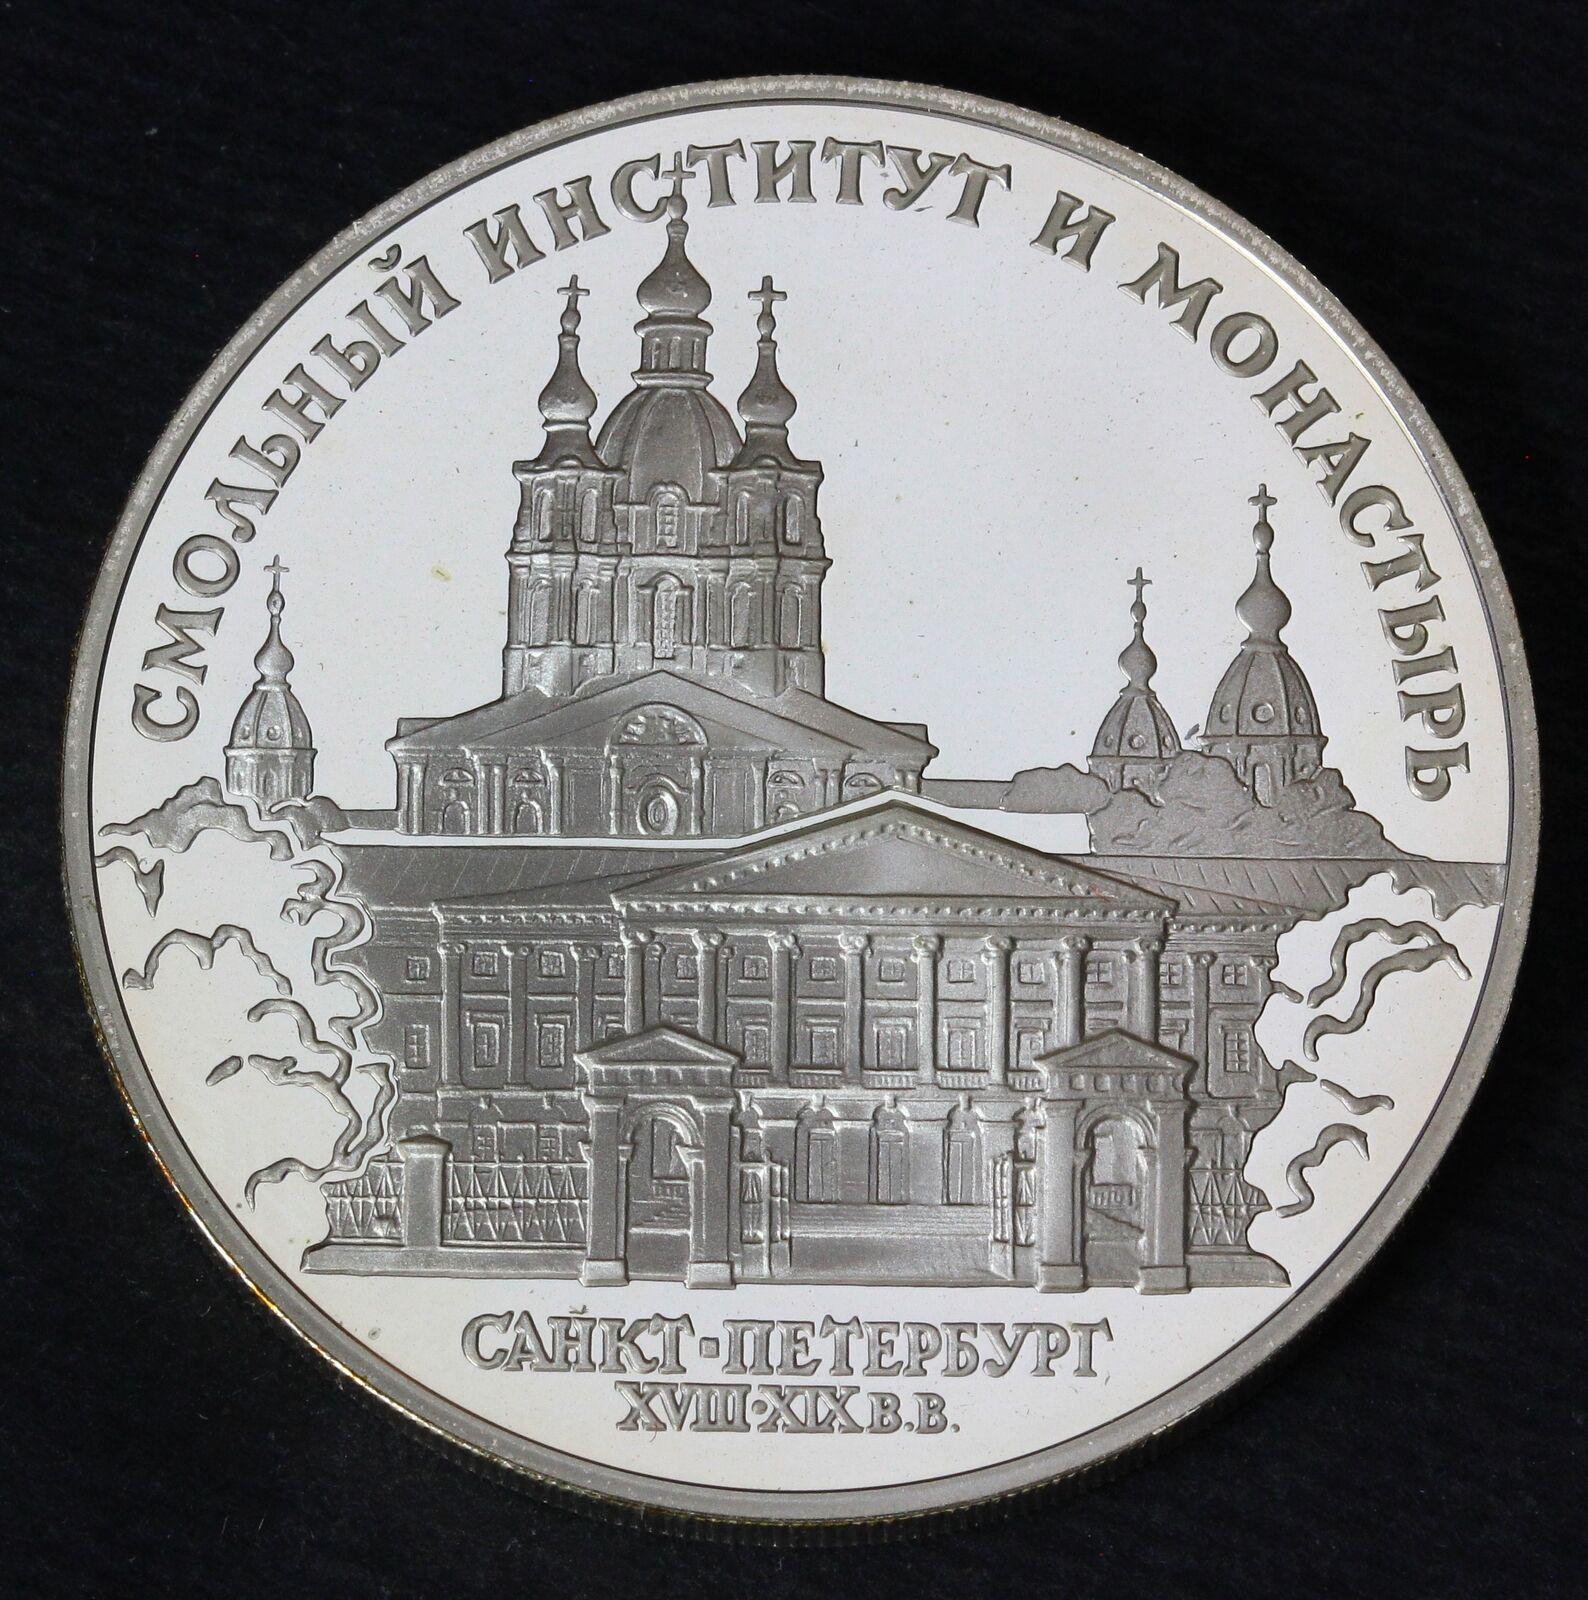 СМОЛЬНЫЙ ИНСТИТУТ И МОНАСТЫРЬ
САНКТ·ПЕТЕРБУРГ
XVIII·XIX В.В.